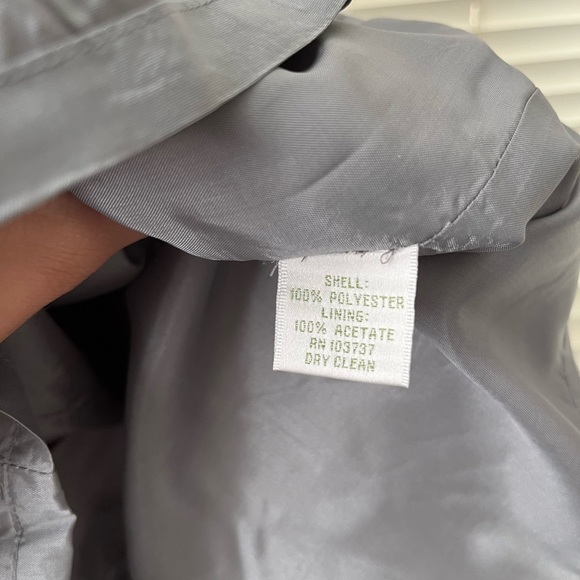 SHELL:
100% POLYESTER
LINING:
100% ACETATE
RN 103737
DRY CLEAN